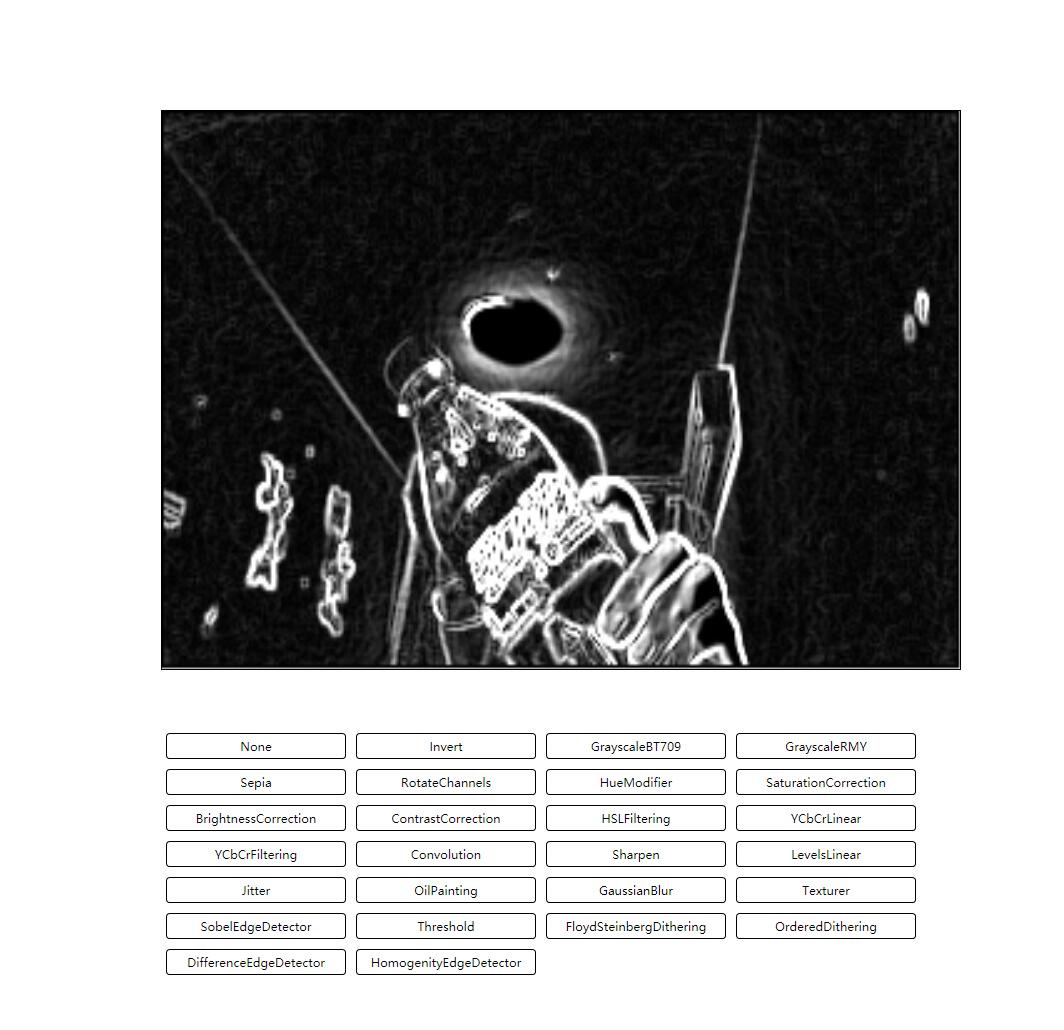 None Invert GrayscaleBT709 GrayscaleRMY
Sepia RotateChannels HueModifier SaturationCorrection
BrightnessCorrection ContrastCorrection HSLFiltering YCbCrLinear
YCbCrFiltering Convolution Sharpen LevelsLinear
Jitter OilPainting GaussianBlur Texturer
SobelEdgeDetector Threshold FloydSteinbergDithering OrderedDithering
DifferenceEdgeDetector HomogenityEdgeDetector